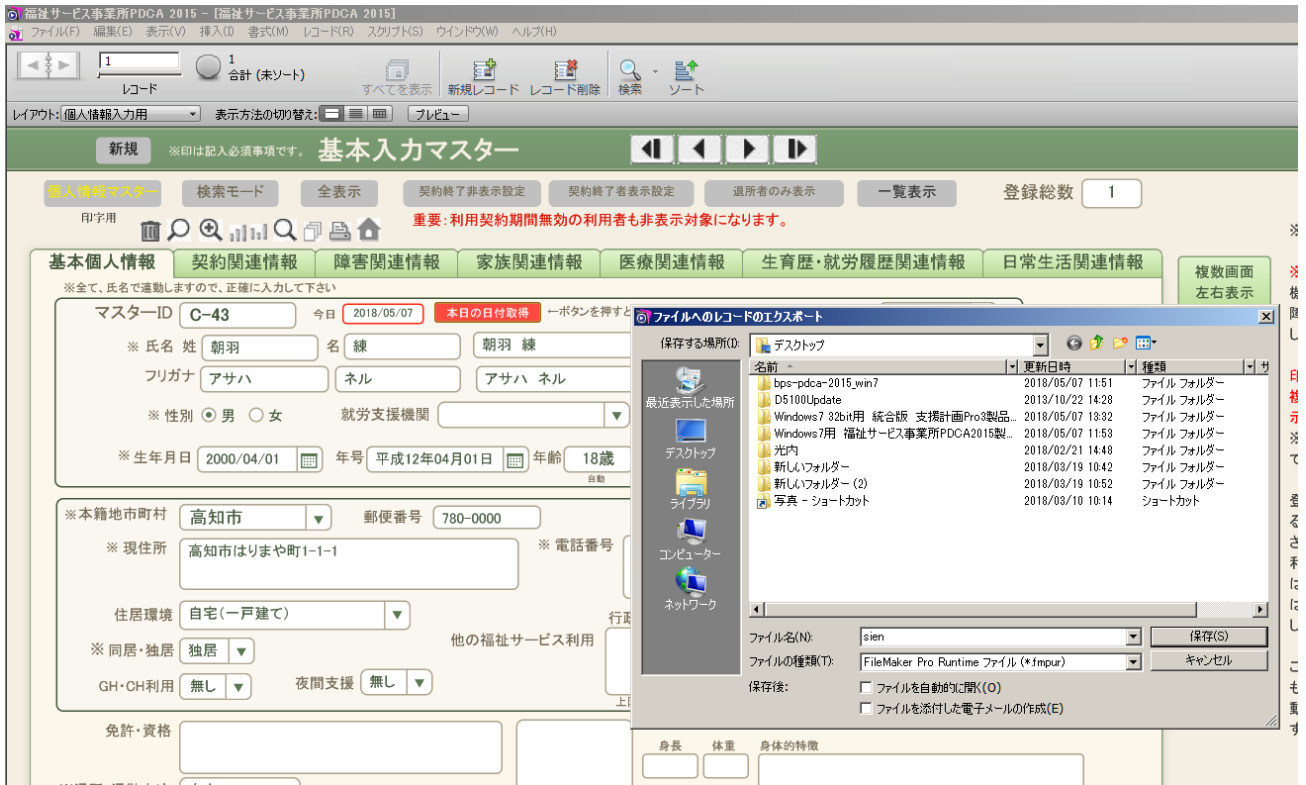 福祉サービス事業所PDCA 2015 - [福祉サービス事業所PDCA 2015]
ファイル(F) 編集(E) 表示(V) 挿入(I) 書式(M) レコード(R) スクリプト(S) ウインドウ(W) ヘルプ(H)
1 1
合計 (未ソート)
レコード すべてを表示 新規レコード レコード削除 検索 ソート
レイアウト: 個人情報入力用 表示方法の切り替え: プレビュー
新規 ※印は記入必須事項です。 基本入力マスター
個人情報マスター 検索モード 全表示 契約終了非表示設定 契約終了者表示設定 退所者のみ表示 一覧表示 登録総数 1
印字用 重要:利用契約期間無効の利用者も非表示対象になります。
基本個人情報 契約関連情報 障害関連情報 家族関連情報 医療関連情報 生育歴・就労履歴関連情報 日常生活関連情報 複数画面
左右表示
※全て、氏名で連動しますので、正確に入力して下さい
マスターID C-43 今日 2018/05/07 本日の日付取得 ←ボタンを押すと
※ 氏名 姓 朝羽 名 練 朝羽 練
フリガナ アサハ ネル アサハ ネル
※ 性別 男 女 就労支援機関
※ 生年月日 2000/04/01 年号 平成12年04月01日 年齢 18歳
自動
※本籍地市町村 高知市 郵便番号 780-0000
※ 現住所 高知市はりまや町1-1-1 ※ 電話番号
住居環境 自宅(一戸建て)
※ 同居・独居 独居 他の福祉サービス利用
GH・CH利用 無し 夜間支援 無し
免許・資格
身長 体重 身体的特徴
ファイルへのレコードのエクスポート
保存する場所(I): デスクトップ
名前 更新日時 種類 サ
bps-pdca-2015_win7 2018/05/07 11:51 ファイル フォルダー
D5100Update 2013/10/22 14:28 ファイル フォルダー
Windows7 32bit用 統合版 支援計画Pro3製品... 2018/05/07 13:32 ファイル フォルダー
Windows7用 福祉サービス事業所PDCA2015製... 2018/05/07 11:53 ファイル フォルダー
光内 2018/02/21 14:48 ファイル フォルダー
新しいフォルダー 2018/03/19 10:42 ファイル フォルダー
新しいフォルダー (2) 2018/03/19 10:52 ファイル フォルダー
写真 - ショートカット 2018/03/10 10:14 ショートカット
最近表示した場所
デスクトップ
ライブラリ
コンピューター
ネットワーク
ファイル名(N): sien 保存(S)
ファイルの種類(T): FileMaker Pro Runtime ファイル (*.fmpur) キャンセル
保存後: ファイルを自動的に開く(O)
ファイルを添付した電子メールの作成(E)